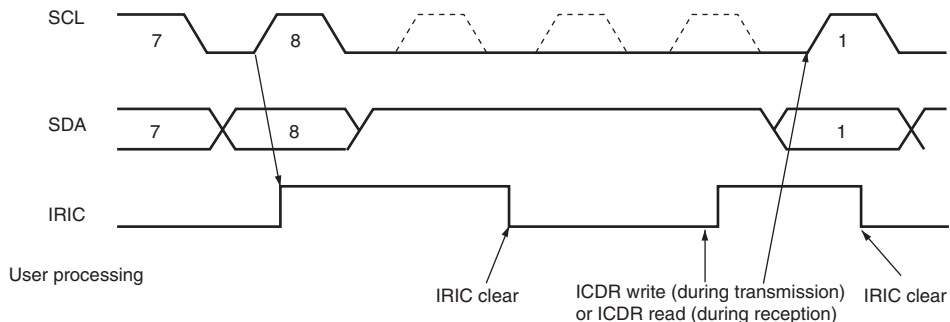 SCL
7
8
1
SDA
7
8
1
IRIC
User processing
IRIC clear
ICDR write (during transmission)
or ICDR read (during reception)
IRIC clear